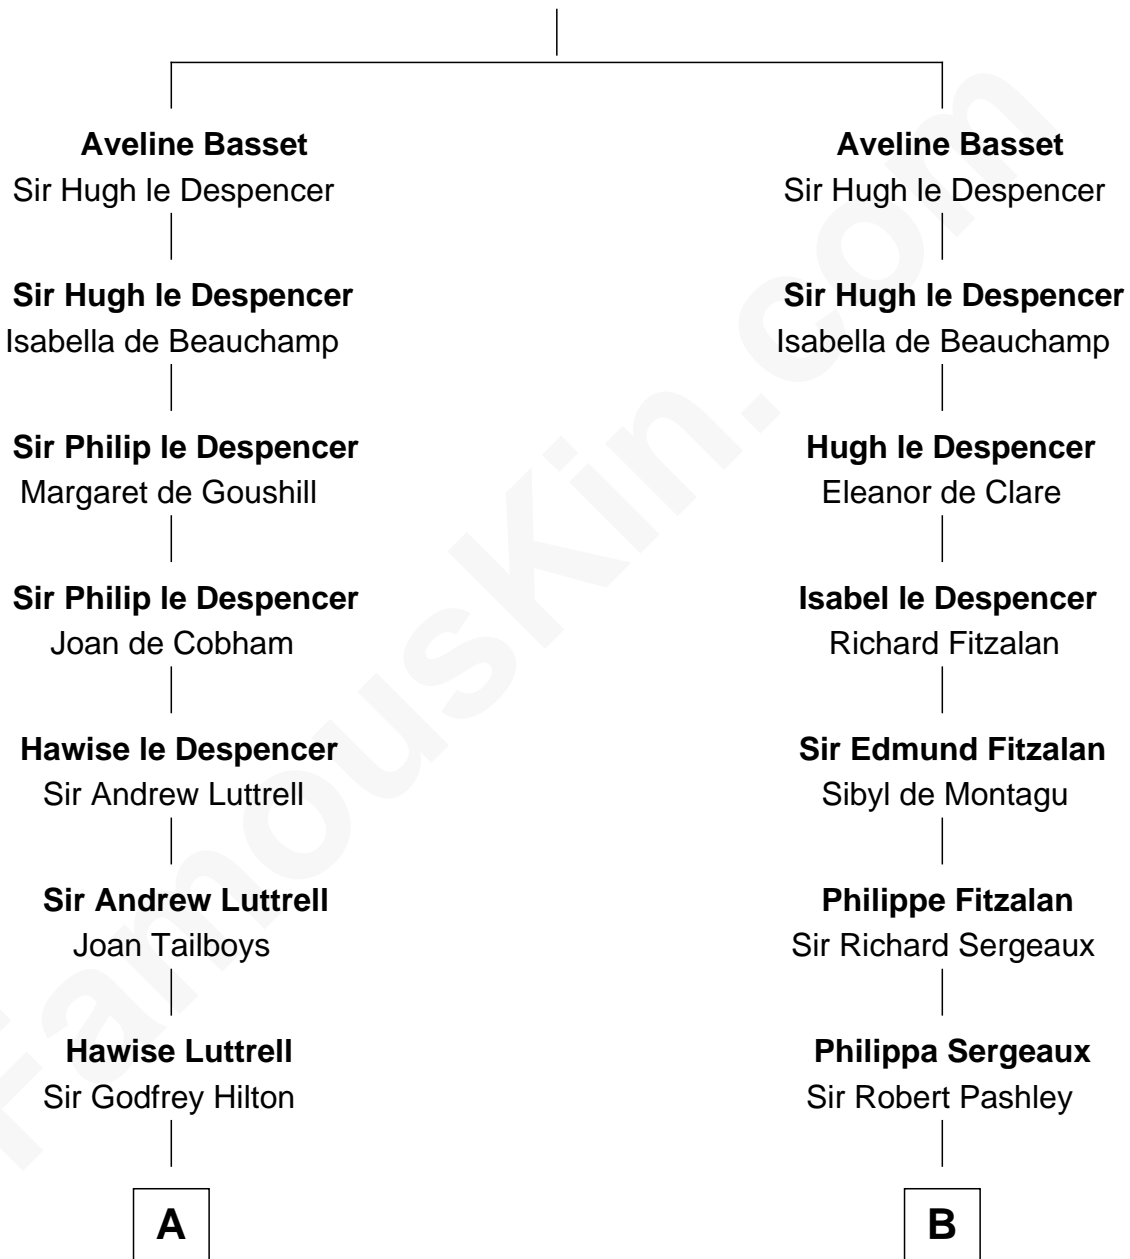 Aveline Basset
Sir Hugh le Despencer
Sir Hugh le Despencer
Isabella de Beauchamp
Sir Philip le Despencer
Margaret de Goushill
Sir Philip le Despencer
Joan de Cobham
Hawise le Despencer
Sir Andrew Luttrell
Sir Andrew Luttrell
Joan Tailboys
Hawise Luttrell
Sir Godfrey Hilton
A
Aveline Basset
Sir Hugh le Despencer
Sir Hugh le Despencer
Isabella de Beauchamp
Hugh le Despencer
Eleanor de Clare
Isabel le Despencer
Richard Fitzalan
Sir Edmund Fitzalan
Sibyl de Montagu
Philippe Fitzalan
Sir Richard Sergeaux
Philippa Sergeaux
Sir Robert Pashley
B
FamousKin.com